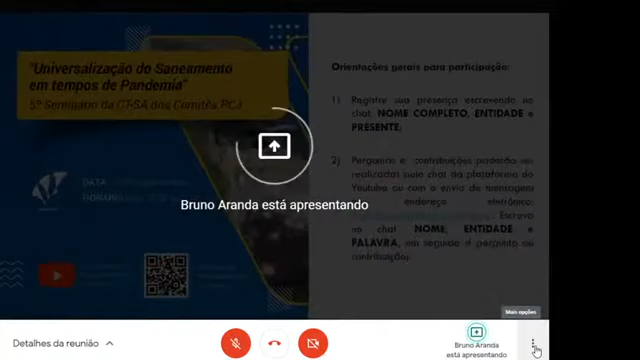 "Universalização do Saneamento
em tempos de Pandemia"
5º Seminário da CT-SA dos Comitês PCJ
DATA:
HORÁRIO:
Orientações gerais para participação:
1) Registre sua presença escrevendo no
chat: NOME COMPLETO, ENTIDADE e
PRESENTE;
2) Perguntas e contribuições poderão ser
realizadas pelo chat da plataforma do
Youtube ou com o envio de mensagens
endereço eletrônico:
Escreva
no chat NOME, ENTIDADE e
PALAVRA, em seguida a pergunta ou
contribuição;
Bruno Aranda está apresentando
Mais opções
Detalhes da reunião
Bruno Aranda
está apresentando